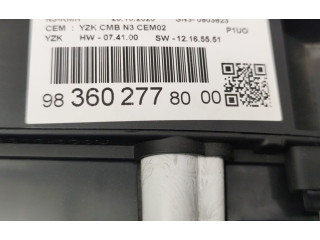 CEM : YZK CMB N3 CEM02
P1UO
YZK HW - 07.41.00 SW - 12.16.55.51
98 360 277 80 00